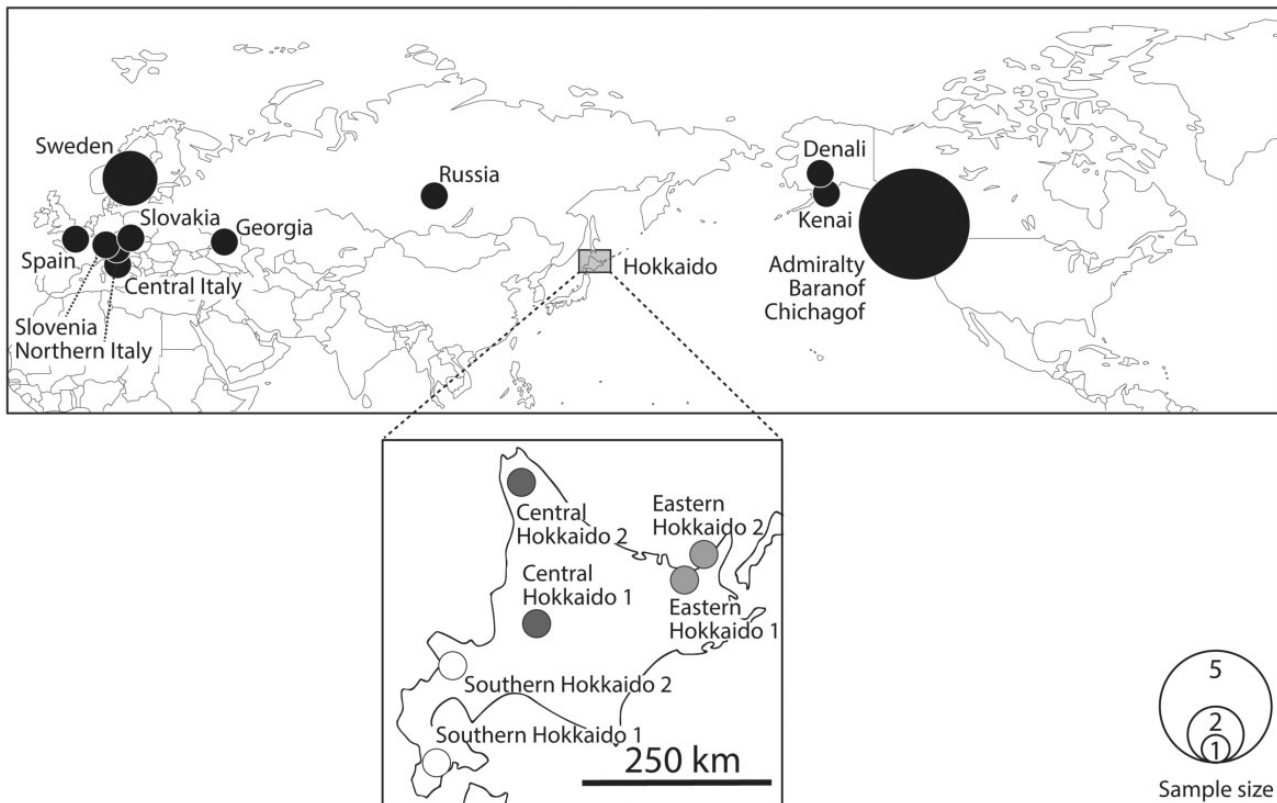 Sweden
Russia
Slovakia
Georgia
Spain
Central Italy
Slovenia
Northern Italy
Hokkaido
Denali
Kenai
Admiralty
Baranof
Chichagof
Central
Hokkaido 2
Eastern
Hokkaido 2
Central
Hokkaido 1
Eastern
Hokkaido 1
Southern Hokkaido 2
Southern Hokkaido 1
250 km
5
2
1
Sample size